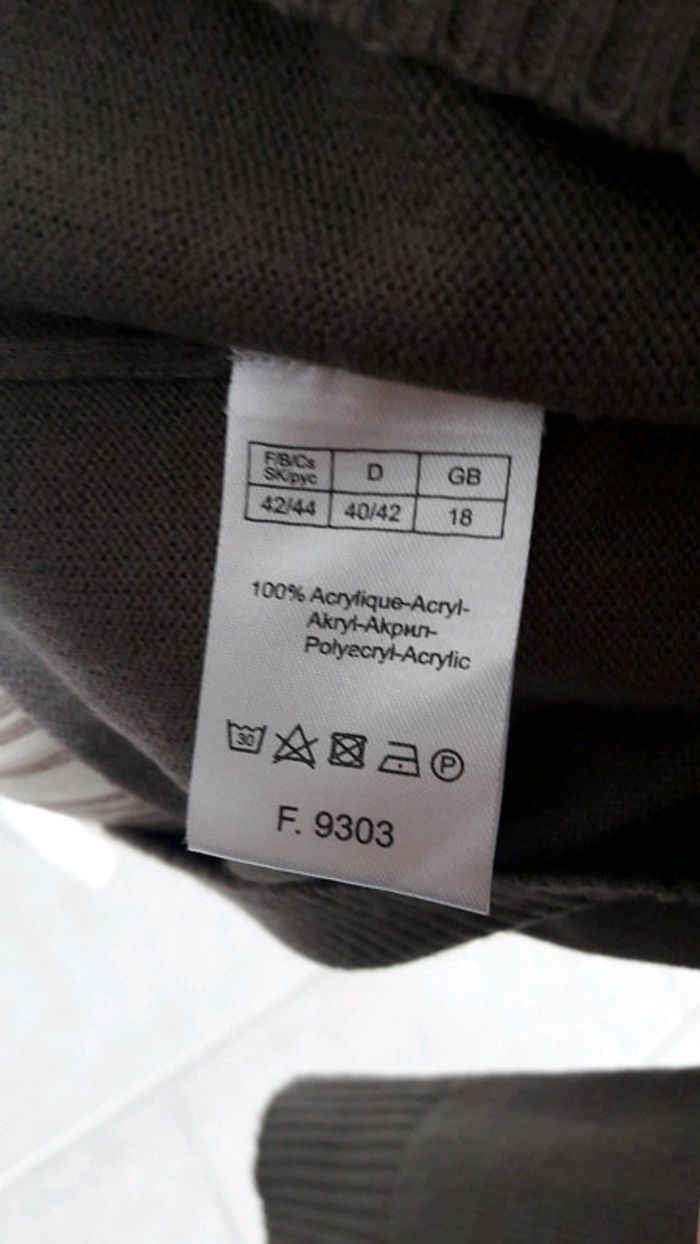 F/B/Cs D GB
SK/рус
42/44 40/42 18
100% Acrylique-Acryl-
Akryl-Акрил-
Polyecryl-Acrylic
30
P
F. 9303